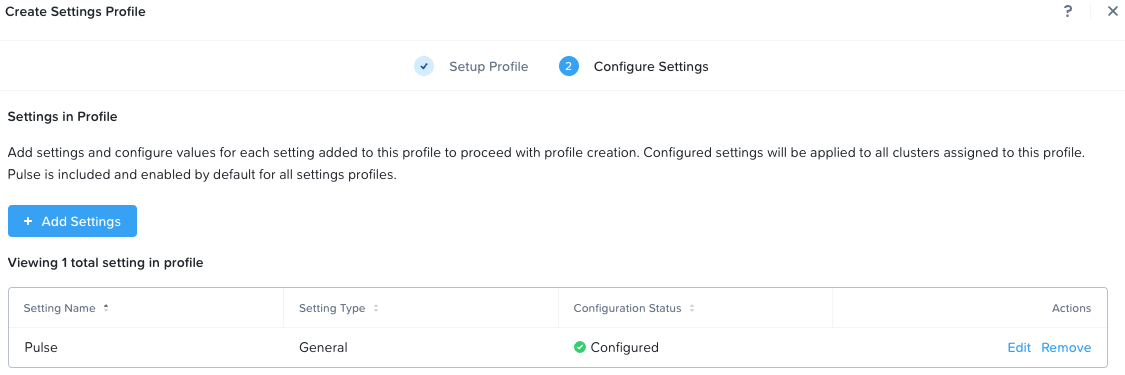 Create Settings Profile
?
Setup Profile
2 Configure Settings
Settings in Profile
Add settings and configure values for each setting added to this profile to proceed with profile creation. Configured settings will be applied to all clusters assigned to this profile.
Pulse is included and enabled by default for all settings profiles.
+ Add Settings
Viewing 1 total setting in profile
Setting Name Setting Type Configuration Status Actions
Pulse General Configured Edit Remove